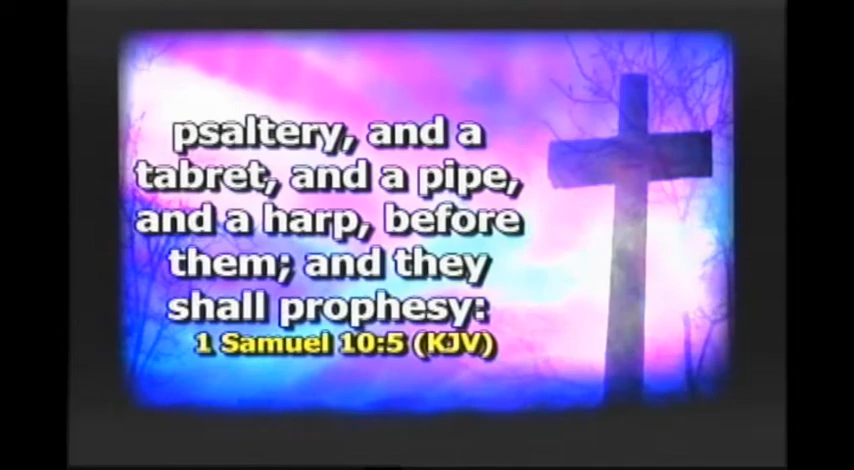 psaltery, and a
tabret, and a pipe,
and a harp, before
them; and they
shall prophesy:
1 Samuel 10:5 (KJV)